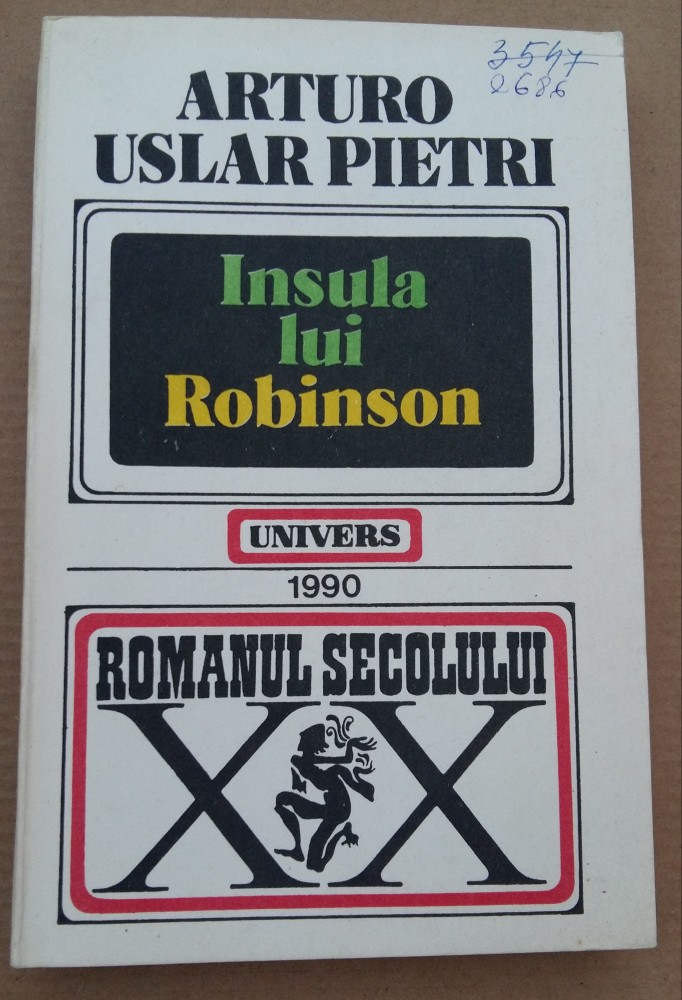 3547
2686
ARTURO
USLAR PIETRI
Insula
lui
Robinson
UNIVERS
1990
ROMANUL SECOLULUI
XX